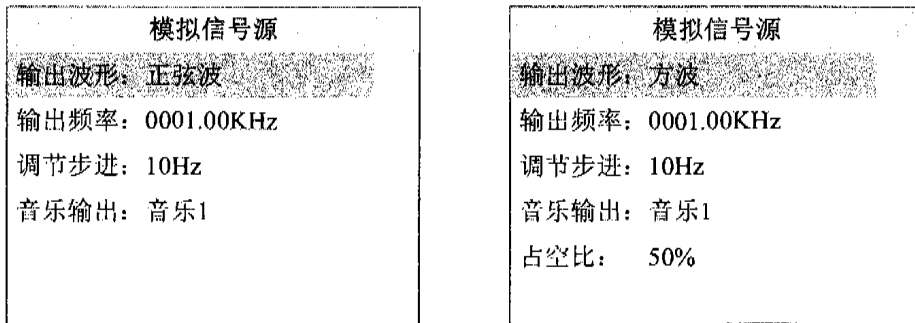 模拟信号源
输出波形：正弦波
输出频率：0001.00KHz
调节步进：10Hz
音乐输出：音乐1
模拟信号源
输出波形：方波
输出频率：0001.00KHz
调节步进：10Hz
音乐输出：音乐1
占空比： 50%